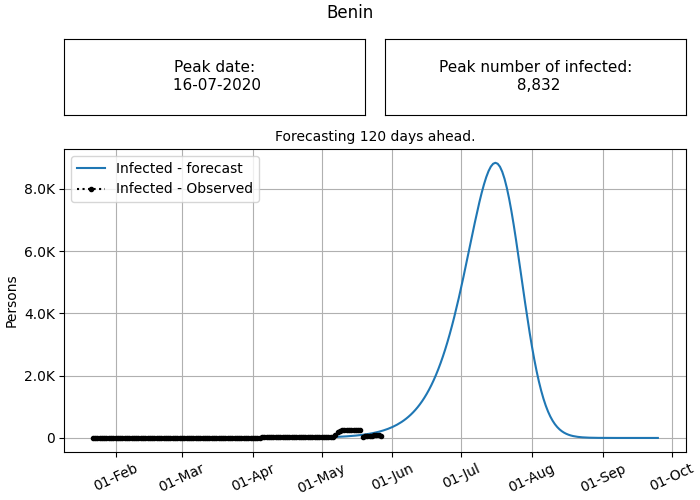 Benin
Peak date:
16-07-2020
Peak number of infected:
8,832
Forecasting 120 days ahead.
Infected - forecast
Infected - Observed
Persons
8.0K
6.0K
4.0K
2.0K
0
01-Feb
01-Mar
01-Apr
01-May
01-Jun
01-Jul
01-Aug
01-Sep
01-Oct